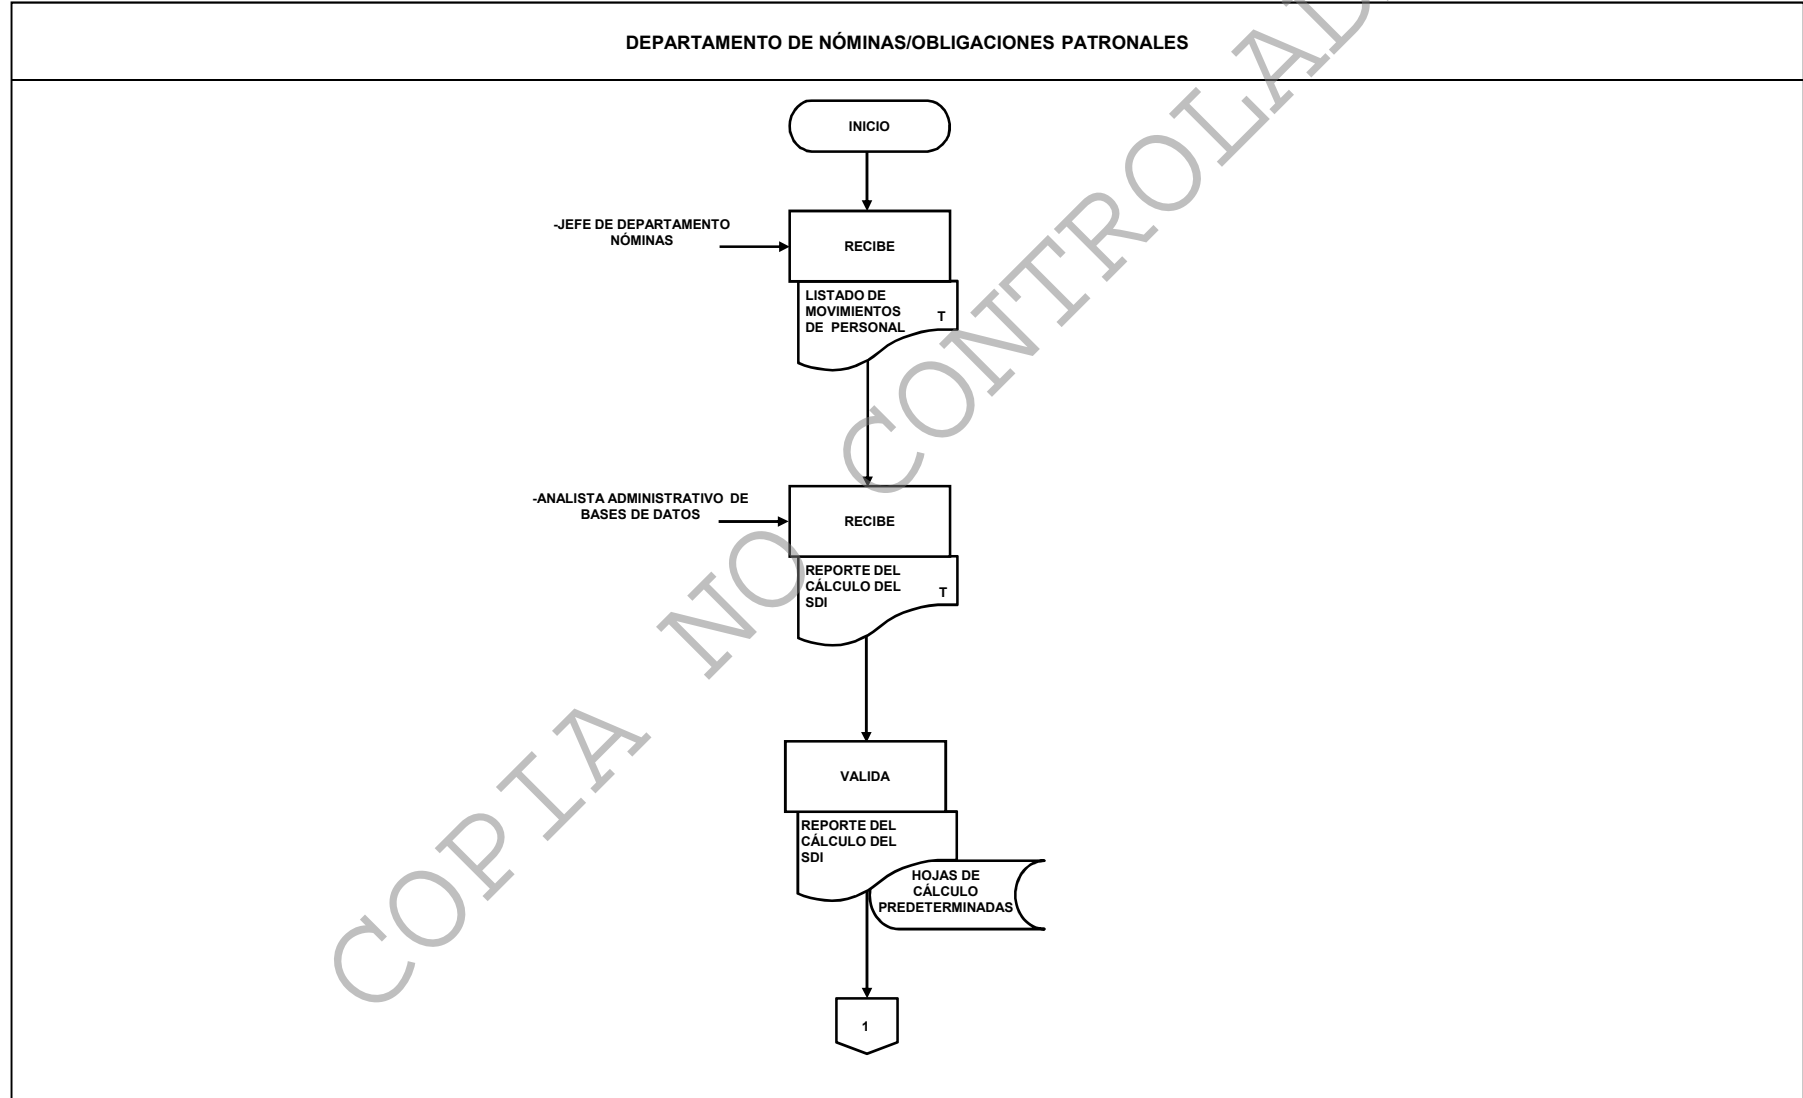 DEPARTAMENTO DE NÓMINAS/OBLIGACIONES PATRONALES
INICIO
-JEFE DE DEPARTAMENTO
NÓMINAS
RECIBE
LISTADO DE
MOVIMIENTOS
DE PERSONAL
T
-ANALISTA ADMINISTRATIVO DE
BASES DE DATOS
RECIBE
REPORTE DEL
CÁLCULO DEL
SDI
T
VALIDA
REPORTE DEL
CÁLCULO DEL
SDI
HOJAS DE
CÁLCULO
PREDETERMINADAS
1
COPIA NO CONTROLAD